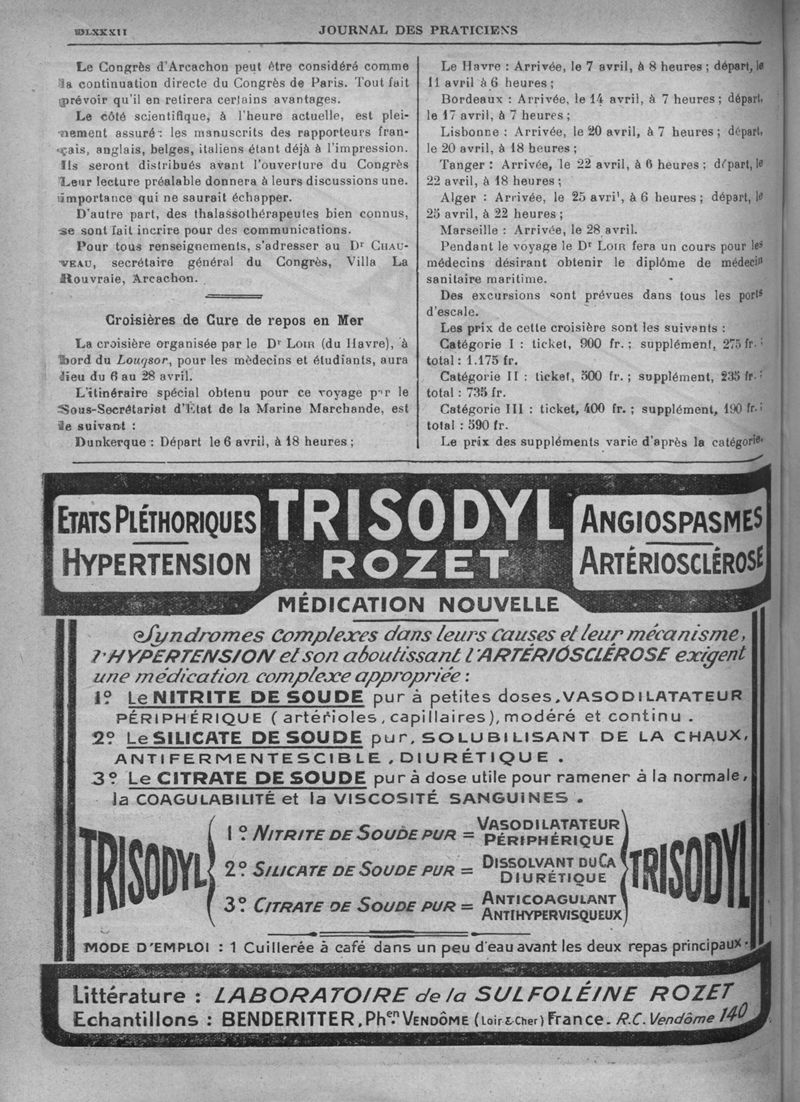 JOURNAL DES PRATICIENS
Le Congrès d'Arcachon peut être considéré comme
la continuation directe du Congrès de Paris. Tout fait
prévoir qu'il en retirera certains avantages.
Le côté scientifique, à l'heure actuelle, est plei-
nement assuré : les manuscrits des rapporteurs fran-
çais, anglais, belges, italiens étant déjà à l'impression.
Ils seront distribués avant l'ouverture du Congrès
Leur lecture préalable donnera à leurs discussions une
importance qui ne saurait échapper.
D'autre part, des thalassothérapeutes bien connus,
se sont fait incrire pour des communications.
Pour tous renseignements, s'adresser au Dr CHAU-
VEAU, secrétaire général du Congrès, Villa La
Rouvraie, Arcachon.
Croisières de Cure de repos en Mer
La croisière organisée par le Dr LOIR (du Havre), à
bord du Louqsor, pour les médecins et étudiants, aura
lieu du 6 au 28 avril.
L'itinéraire spécial obtenu pour ce voyage par le
Sous-Secrétariat d'État de la Marine Marchande, est
le suivant :
Dunkerque : Départ le 6 avril, à 18 heures ;
Le Havre : Arrivée, le 7 avril, à 8 heures ; départ, le
11 avril à 6 heures ;
Bordeaux : Arrivée, le 14 avril, à 7 heures ; départ,
le 17 avril, à 7 heures ;
Lisbonne : Arrivée, le 20 avril, à 7 heures ; départ,
le 20 avril, à 18 heures ;
Tanger : Arrivée, le 22 avril, à 6 heures ; départ, le
22 avril, à 18 heures ;
Alger : Arrivée, le 25 avril, à 6 heures ; départ, le
25 avril, à 22 heures ;
Marseille : Arrivée, le 28 avril.
Pendant le voyage le Dr LOIR fera un cours pour les
médecins désirant obtenir le diplôme de médecin
sanitaire maritime.
Des excursions sont prévues dans tous les ports
d'escale.
Les prix de cette croisière sont les suivants :
Catégorie I : ticket, 900 fr. ; supplément, 275 fr. ;
total : 1.175 fr.
Catégorie II : ticket, 500 fr. ; supplément, 235 fr. ;
total : 735 fr.
Catégorie III : ticket, 400 fr. ; supplément, 190 fr. ;
total : 590 fr.
Le prix des suppléments varie d'après la catégorie.
ETATS PLÉTHORIQUES
HYPERTENSION
TRISODYL
ROZET
ANGIOSPASMES
ARTÉRIOSCLÉROSE
MÉDICATION NOUVELLE
Syndromes complexes dans leurs causes et leur mécanisme,
l'HYPERTENSION et son aboutissant l'ARTÉRIOSCLÉROSE exigent
une médication complexe appropriée :
1º Le NITRITE DE SOUDE pur à petites doses, VASODILATATEUR
PÉRIPHÉRIQUE (artérioles, capillaires), modéré et continu .
2º Le SILICATE DE SOUDE pur, SOLUBILISANT DE LA CHAUX,
ANTIFERMENTESCIBLE, DIURÉTIQUE .
3º Le CITRATE DE SOUDE pur à dose utile pour ramener à la normale,
la COAGULABILITÉ et la VISCOSITÉ SANGUINES .
TRISODYL
1º NITRITE DE SOUDE PUR = VASODILATATEUR PÉRIPHÉRIQUE
2º SILICATE DE SOUDE PUR = DISSOLVANT DU CA DIURÉTIQUE
3º CITRATE DE SOUDE PUR = ANTICOAGULANT ANTIHYPERVISQUEUX
TRISODYL
MODE D'EMPLOI : 1 Cuillerée à café dans un peu d'eau avant les deux repas principaux.
Littérature : LABORATOIRE de la SULFOLÉINE ROZET
Echantillons : BENDERITTER, Phen. VENDÔME (Loir & Cher) France. R.C. Vendôme 140